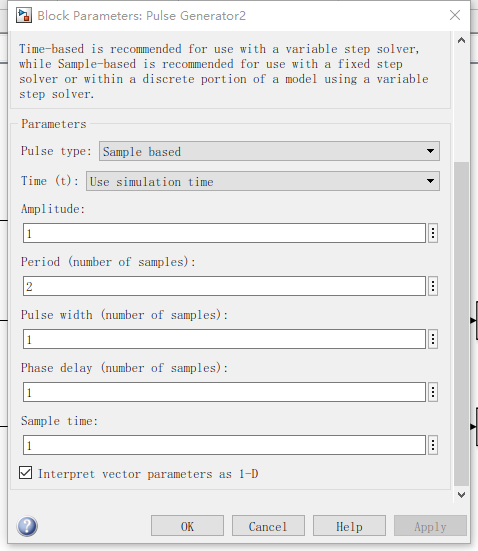 Block Parameters: Pulse Generator2
Time-based is recommended for use with a variable step solver,
while Sample-based is recommended for use with a fixed step
solver or within a discrete portion of a model using a variable
step solver.
Parameters
Pulse type: Sample based
Time (t): Use simulation time
Amplitude:
1
Period (number of samples):
2
Pulse width (number of samples):
1
Phase delay (number of samples):
1
Sample time:
1
Interpret vector parameters as 1-D
? OK Cancel Help Apply